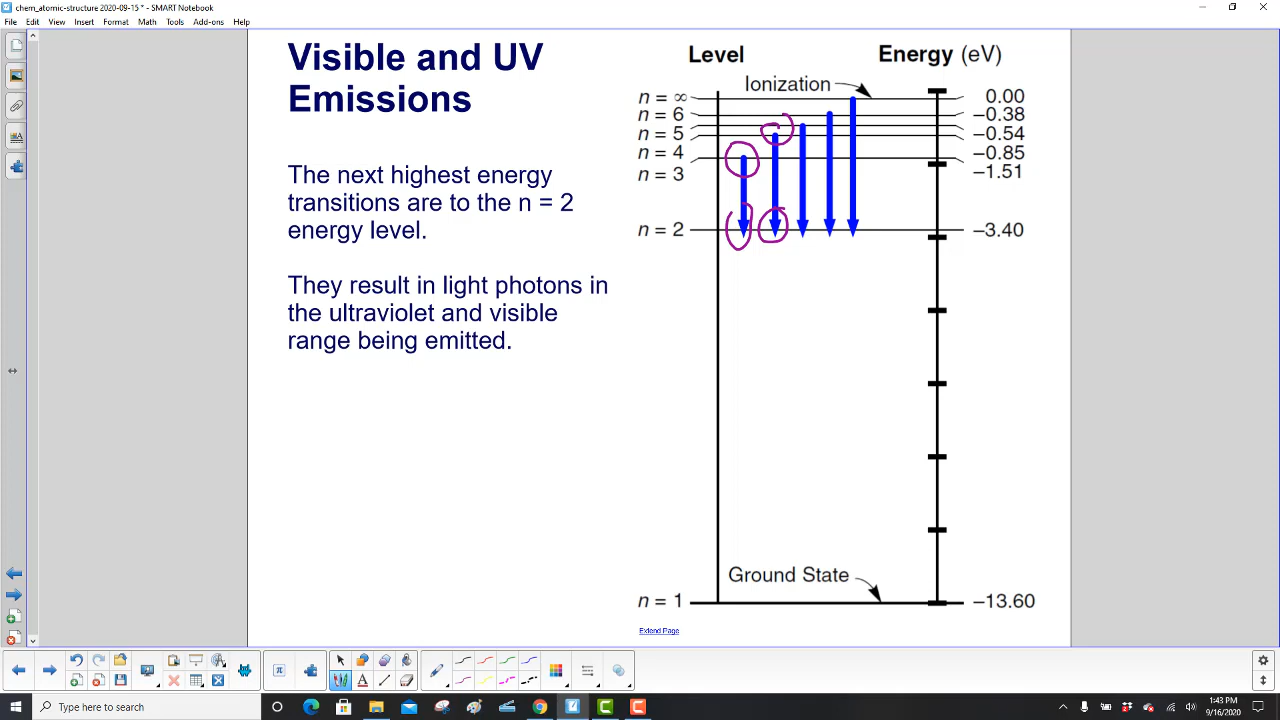 chem_atomic-structure 2020-09-15 * - SMART Notebook
File Edit View Insert Format Math Tools Add-ons Help
Visible and UV
Emissions
The next highest energy
transitions are to the n = 2
energy level.
They result in light photons in
the ultraviolet and visible
range being emitted.
Level Energy (eV)
Ionization
n = ∞ 0.00
n = 6 −0.38
n = 5 −0.54
n = 4 −0.85
n = 3 −1.51
n = 2 −3.40
Ground State
n = 1 −13.60
Extend Page
Type here to search
1:43 PM
9/16/2020